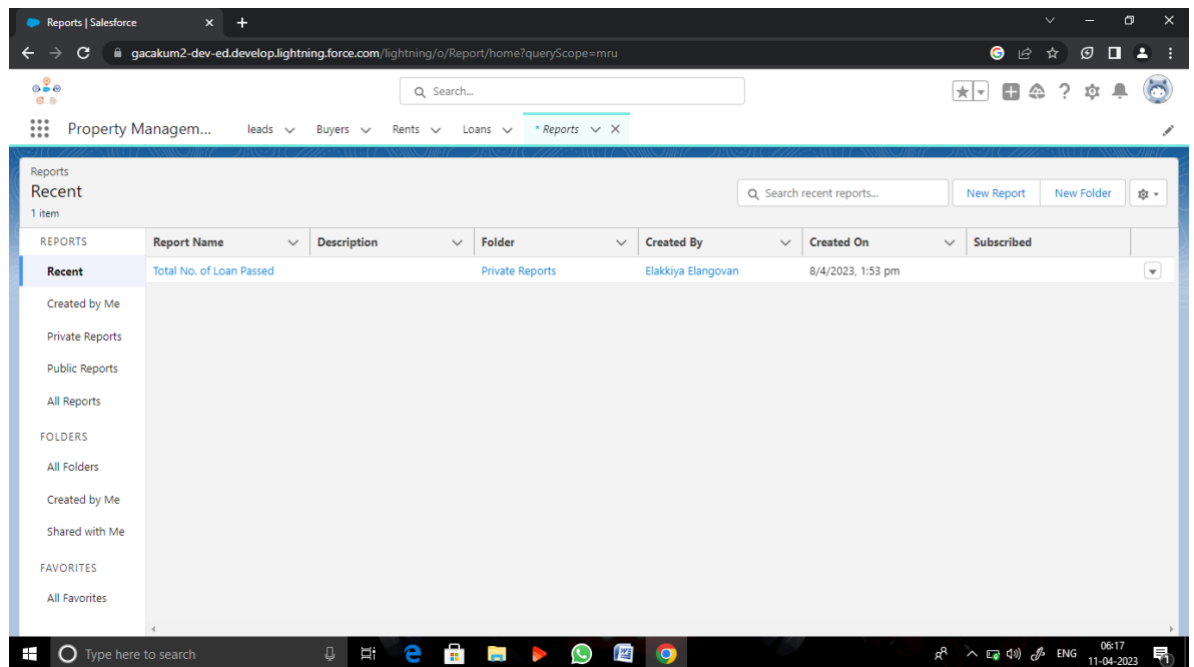 Reports | Salesforce
gacakum2-dev-ed.develop.lightning.force.com/lightning/o/Report/home?queryScope=mru
Search...
Property Managem... leads Buyers Rents Loans * Reports
Reports
Recent
1 item
Search recent reports...
New Report New Folder
REPORTS Report Name Description Folder Created By Created On Subscribed
Recent Total No. of Loan Passed Private Reports Elakkiya Elangovan 8/4/2023, 1:53 pm
Created by Me
Private Reports
Public Reports
All Reports
FOLDERS
All Folders
Created by Me
Shared with Me
FAVORITES
All Favorites
Type here to search
ENG
06:17
11-04-2023